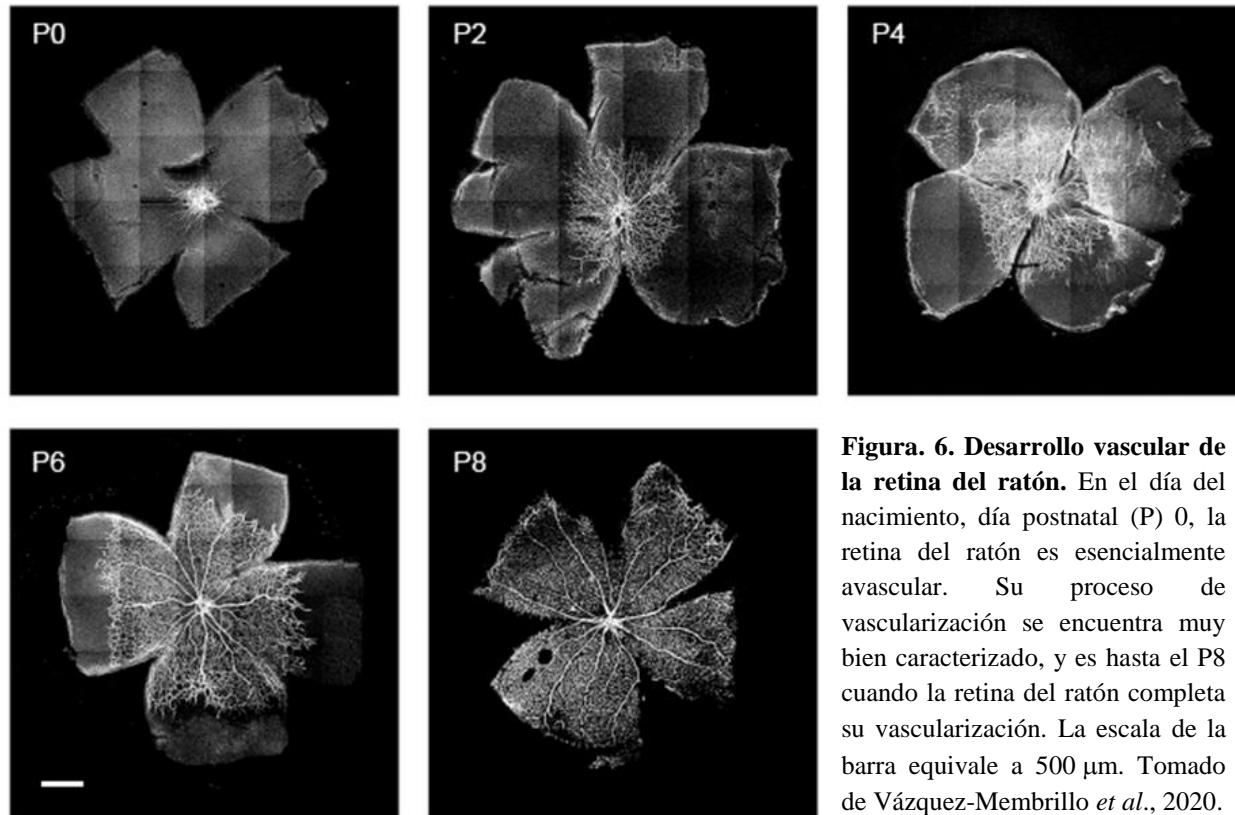 P0
P2
P4
P6
P8
Figura. 6. Desarrollo vascular de
la retina del ratón. En el día del
nacimiento, día postnatal (P) 0, la
retina del ratón es esencialmente
avascular. Su proceso de
vascularización se encuentra muy
bien caracterizado, y es hasta el P8
cuando la retina del ratón completa
su vascularización. La escala de la
barra equivale a 500 μm. Tomado
de Vázquez-Membrillo et al., 2020.